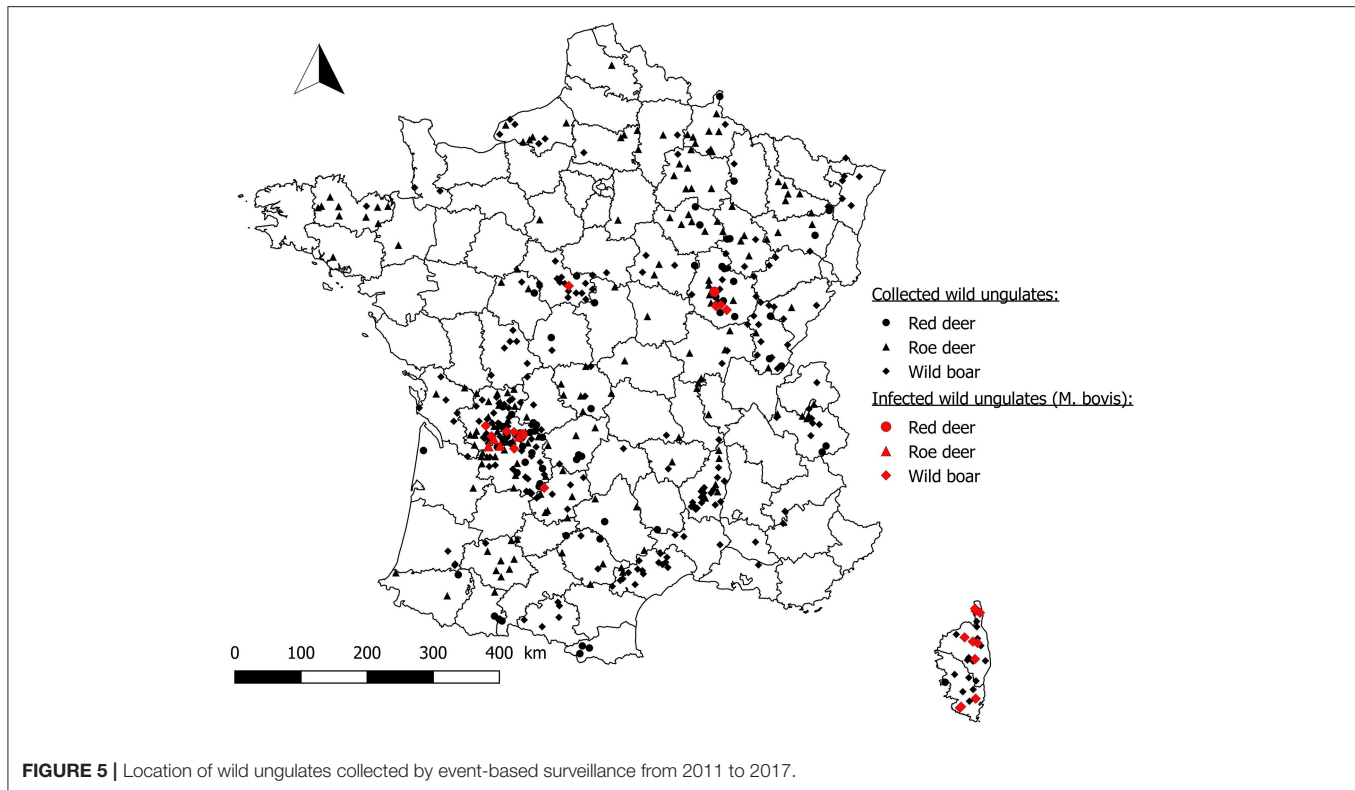 Collected wild ungulates:
Red deer
Roe deer
Wild boar
Infected wild ungulates (M. bovis):
Red deer
Roe deer
Wild boar
0 100 200 300 400 km
FIGURE 5 | Location of wild ungulates collected by event-based surveillance from 2011 to 2017.